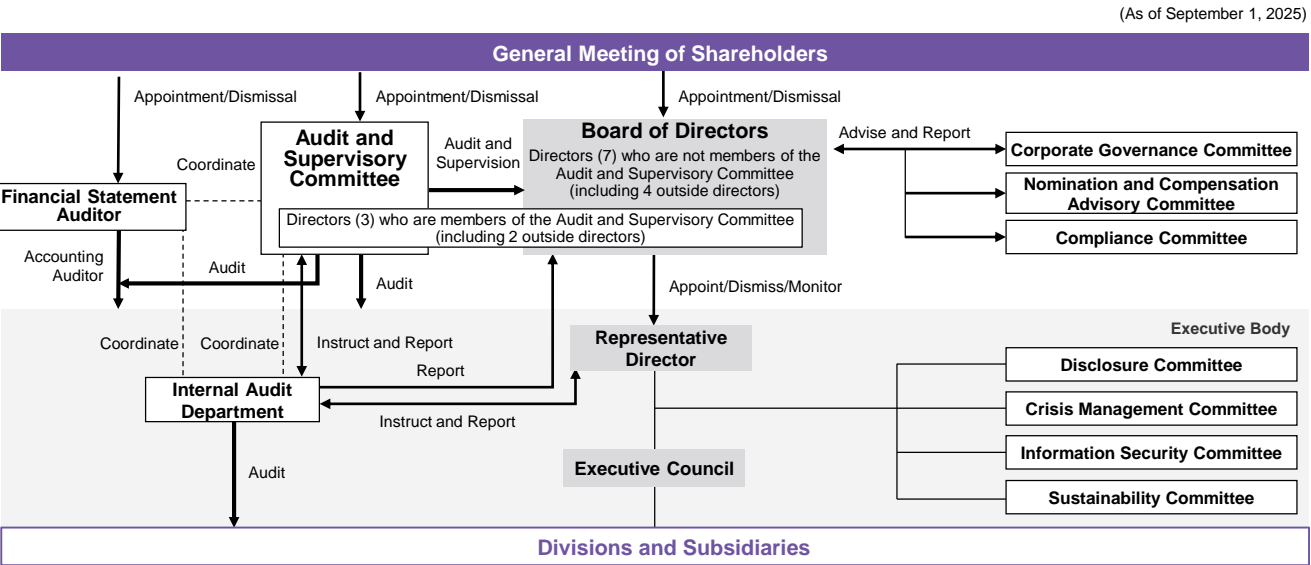 (As of September 1, 2025)
General Meeting of Shareholders
Appointment/Dismissal
Appointment/Dismissal
Appointment/Dismissal
Audit and
Supervisory
Committee
Coordinate
Audit and
Supervision
Board of Directors
Directors (7) who are not members of the
Audit and Supervisory Committee
(including 4 outside directors)
Advise and Report
Corporate Governance Committee
Nomination and Compensation
Advisory Committee
Compliance Committee
Financial Statement
Auditor
Directors (3) who are members of the Audit and Supervisory Committee
(including 2 outside directors)
Accounting
Auditor
Audit
Audit
Appoint/Dismiss/Monitor
Executive Body
Coordinate
Coordinate
Instruct and Report
Representative
Director
Report
Internal Audit
Department
Instruct and Report
Disclosure Committee
Crisis Management Committee
Information Security Committee
Sustainability Committee
Executive Council
Audit
Divisions and Subsidiaries